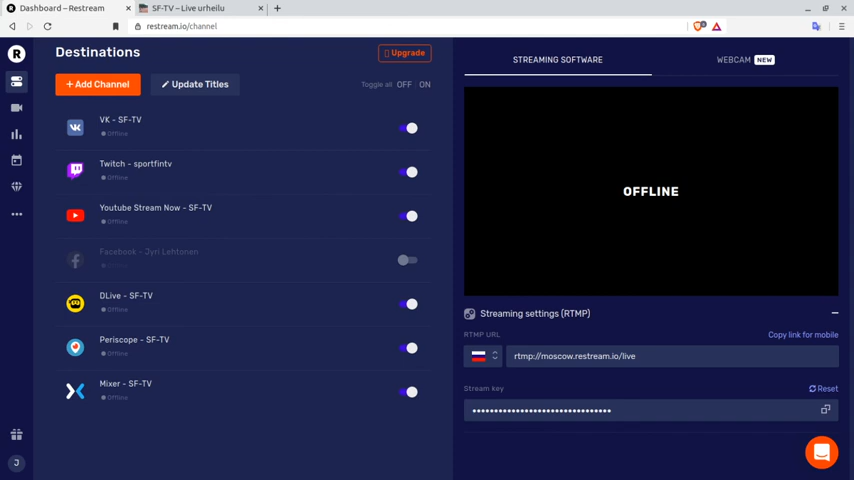 Dashboard – Restream
SF-TV – Live urheilu
restream.io/channel
Destinations
Upgrade
+ Add Channel
Update Titles
Toggle all OFF ON
VK - SF-TV
Offline
Twitch - sportfintv
Offline
Youtube Stream Now - SF-TV
Offline
Facebook - Jyri Lehtonen
DLive - SF-TV
Offline
Periscope - SF-TV
Offline
Mixer - SF-TV
Offline
J
STREAMING SOFTWARE
WEBCAM NEW
OFFLINE
Streaming settings (RTMP)
RTMP URL
Copy link for mobile
rtmp://moscow.restream.io/live
Stream key
Reset